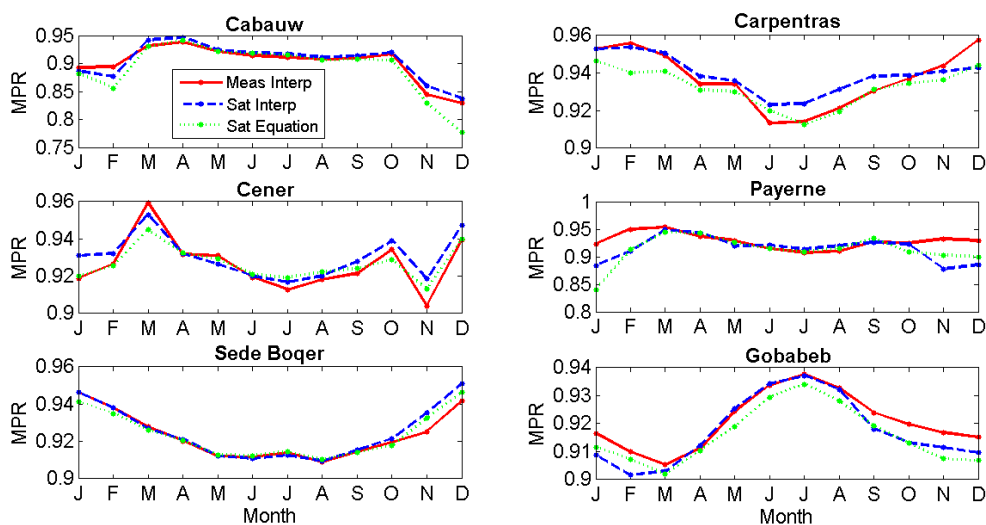 Cabauw
0.95
0.9
0.85
0.8
0.75
MPR
Meas Interp
Sat Interp
Sat Equation
J F M A M J J A S O N D
Carpentras
0.96
0.94
0.92
0.9
MPR
J F M A M J J A S O N D
Cener
0.96
0.94
0.92
0.9
MPR
J F M A M J J A S O N D
Payerne
1
0.95
0.9
0.85
0.8
MPR
J F M A M J J A S O N D
Sede Boqer
0.96
0.94
0.92
0.9
MPR
J F M A M J J A S O N D
Month
Gobabeb
0.94
0.93
0.92
0.91
0.9
MPR
J F M A M J J A S O N D
Month